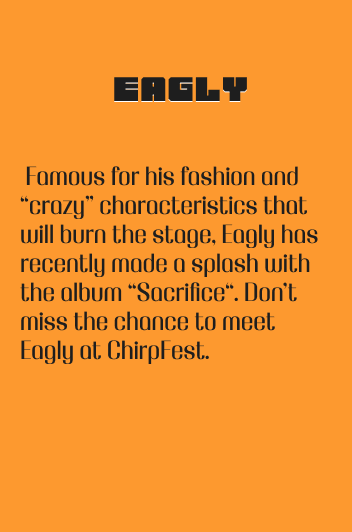 EAGLY
Famous for his fashion and
“crazy” characteristics that
will burn the stage, Eagly has
recently made a splash with
the album “Sacrifice“. Don’t
miss the chance to meet
Eagly at ChirpFest.